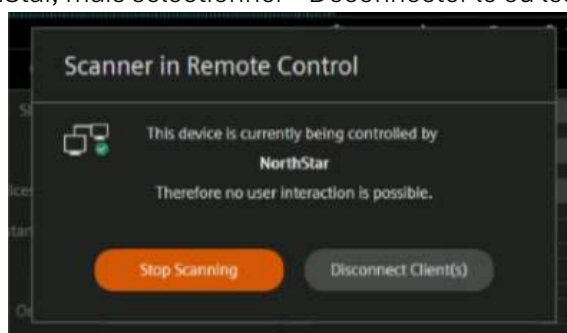 Scanner in Remote Control
This device is currently being controlled by
NorthStar
Therefore no user interaction is possible.
Stop Scanning
Disconnect Client(s)